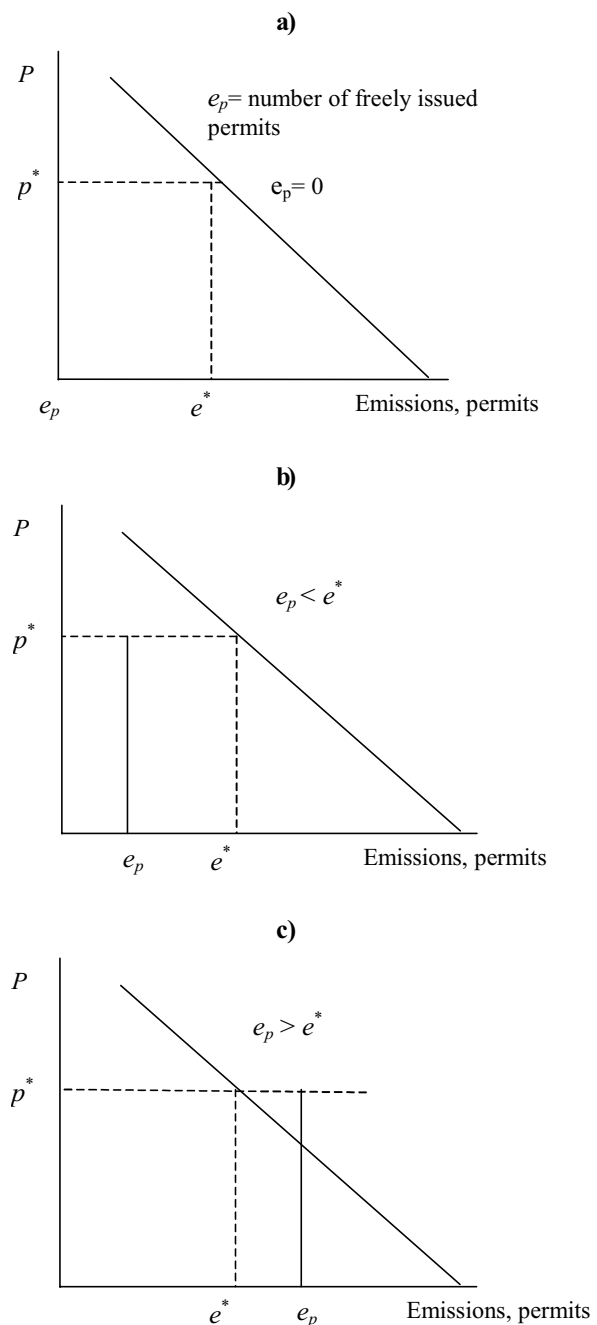 a)
P
e_p= number of freely issued
permits
p*
e_p= 0
e_p
e*
Emissions, permits
b)
P
e_p < e*
p*
e_p
e*
Emissions, permits
c)
P
e_p > e*
p*
e*
e_p
Emissions, permits